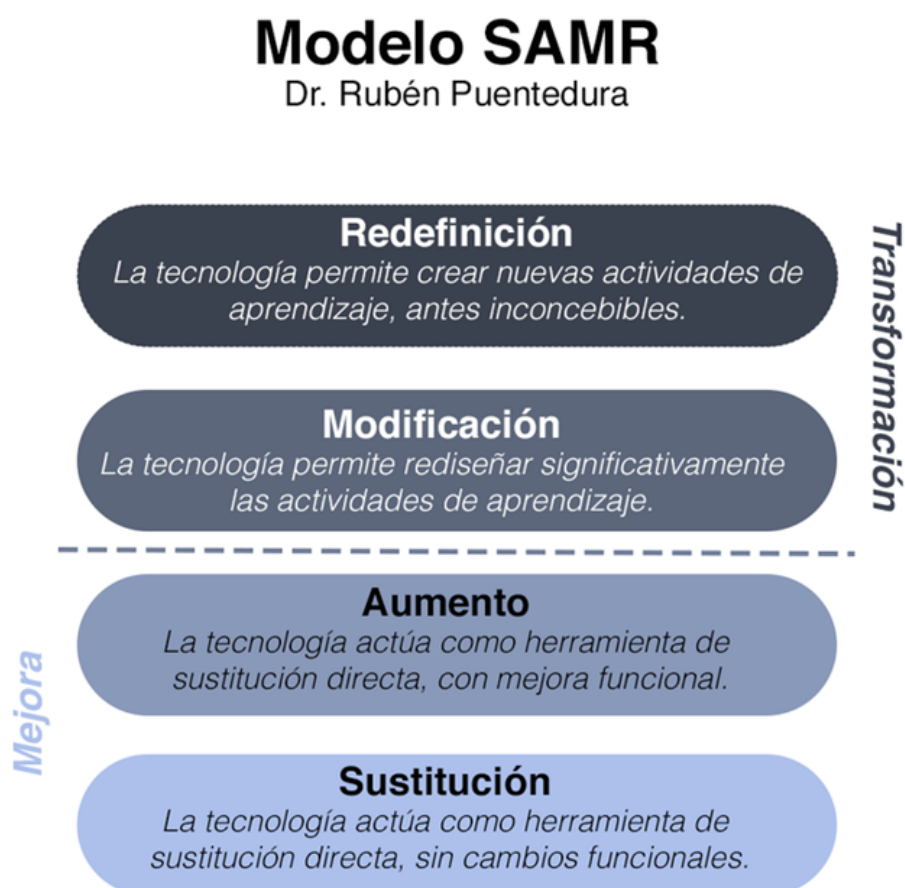 Modelo SAMR
Dr. Rubén Puentedura
Redefinición
La tecnología permite crear nuevas actividades de
aprendizaje, antes inconcebibles.
Transformación
Modificación
La tecnología permite rediseñar significativamente
las actividades de aprendizaje.
Aumento
La tecnología actúa como herramienta de
sustitución directa, con mejora funcional.
Mejora
Sustitución
La tecnología actúa como herramienta de
sustitución directa, sin cambios funcionales.